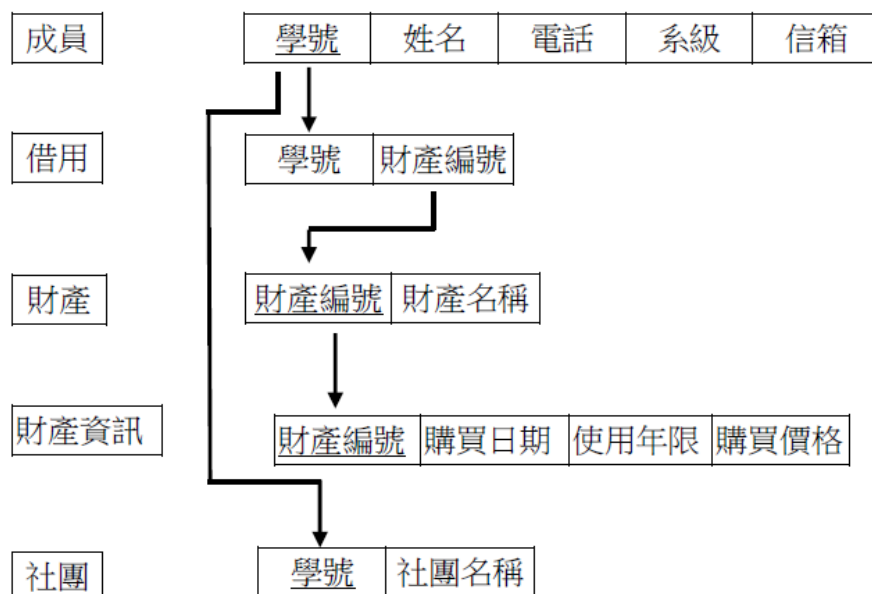 成員 學號 姓名 電話 系級 信箱
借用 學號 財產編號
財產 財產編號 財產名稱
財產資訊 財產編號 購買日期 使用年限 購買價格
社團 學號 社團名稱